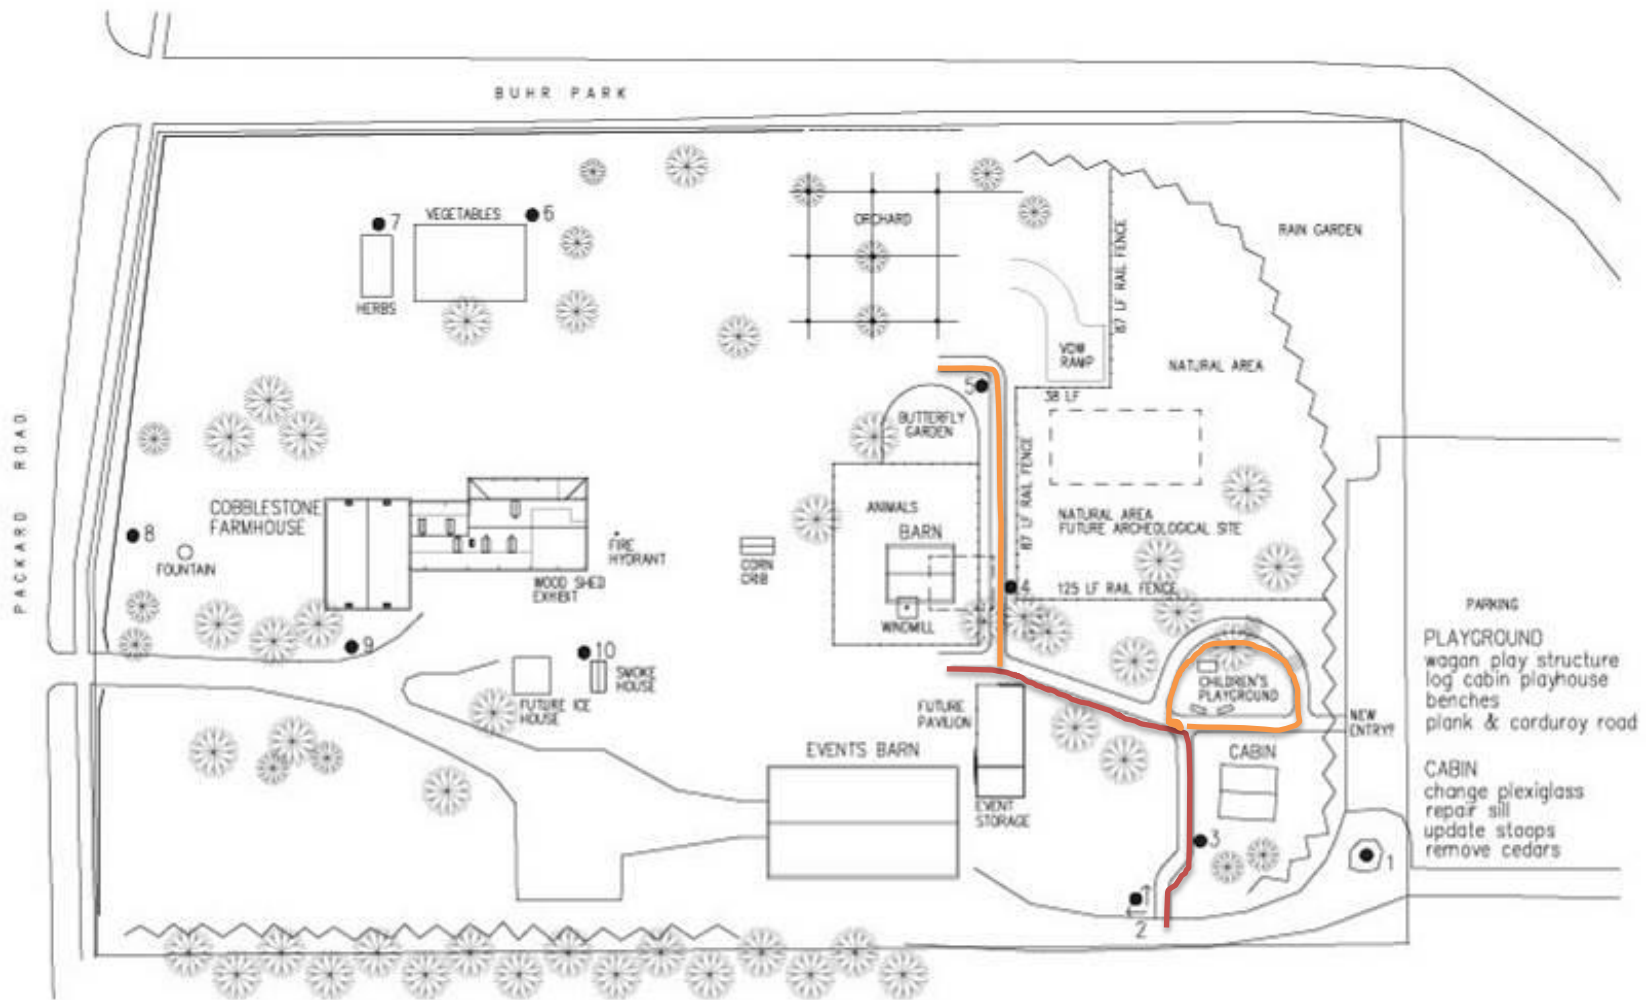 BUHR PARK
PACKARD ROAD
7
VEGETABLES
6
HERBS
ORCHARD
RAIN GARDEN
87 LF RAIL FENCE
VDW
RAMP
NATURAL AREA
38 LF
5
BUTTERFLY
GARDEN
87 LF RAIL FENCE
NATURAL AREA
FUTURE ARCHEOLOGICAL SITE
COBBLESTONE
FARMHOUSE
8
FOUNTAIN
FIRE
HYDRANT
WOOD SHED
EXHIBIT
CORN
CRIB
ANIMALS
BARN
WINDMILL
4
125 LF RAIL FENCE
9
10
SMOKE
HOUSE
FUTURE ICE
HOUSE
FUTURE
PAVILION
EVENTS BARN
EVENT
STORAGE
CHILDREN'S
PLAYGROUND
NEW
ENTRY?
CABIN
3
2
1
PARKING
PLAYGROUND
wagan play structure
log cabin playhouse
benches
plank & corduroy road
CABIN
change plexiglass
repair sill
update staops
remove cedars